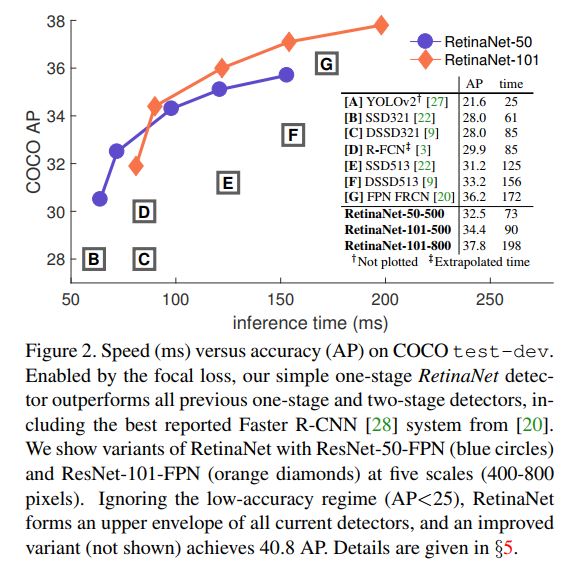 38
36
34
32
30
28
COCO AP
50
100
150
200
250
inference time (ms)
B
C
D
E
F
G
RetinaNet-50
RetinaNet-101
AP time
[A] YOLOv2† [27] 21.6 25
[B] SSD321 [22] 28.0 61
[C] DSSD321 [9] 28.0 85
[D] R-FCN‡ [3] 29.9 85
[E] SSD513 [22] 31.2 125
[F] DSSD513 [9] 33.2 156
[G] FPN FRCN [20] 36.2 172
RetinaNet-50-500 32.5 73
RetinaNet-101-500 34.4 90
RetinaNet-101-800 37.8 198
†Not plotted ‡Extrapolated time
Figure 2. Speed (ms) versus accuracy (AP) on COCO test-dev.
Enabled by the focal loss, our simple one-stage RetinaNet detec-
tor outperforms all previous one-stage and two-stage detectors, in-
cluding the best reported Faster R-CNN [28] system from [20].
We show variants of RetinaNet with ResNet-50-FPN (blue circles)
and ResNet-101-FPN (orange diamonds) at five scales (400-800
pixels). Ignoring the low-accuracy regime (AP<25), RetinaNet
forms an upper envelope of all current detectors, and an improved
variant (not shown) achieves 40.8 AP. Details are given in §5.